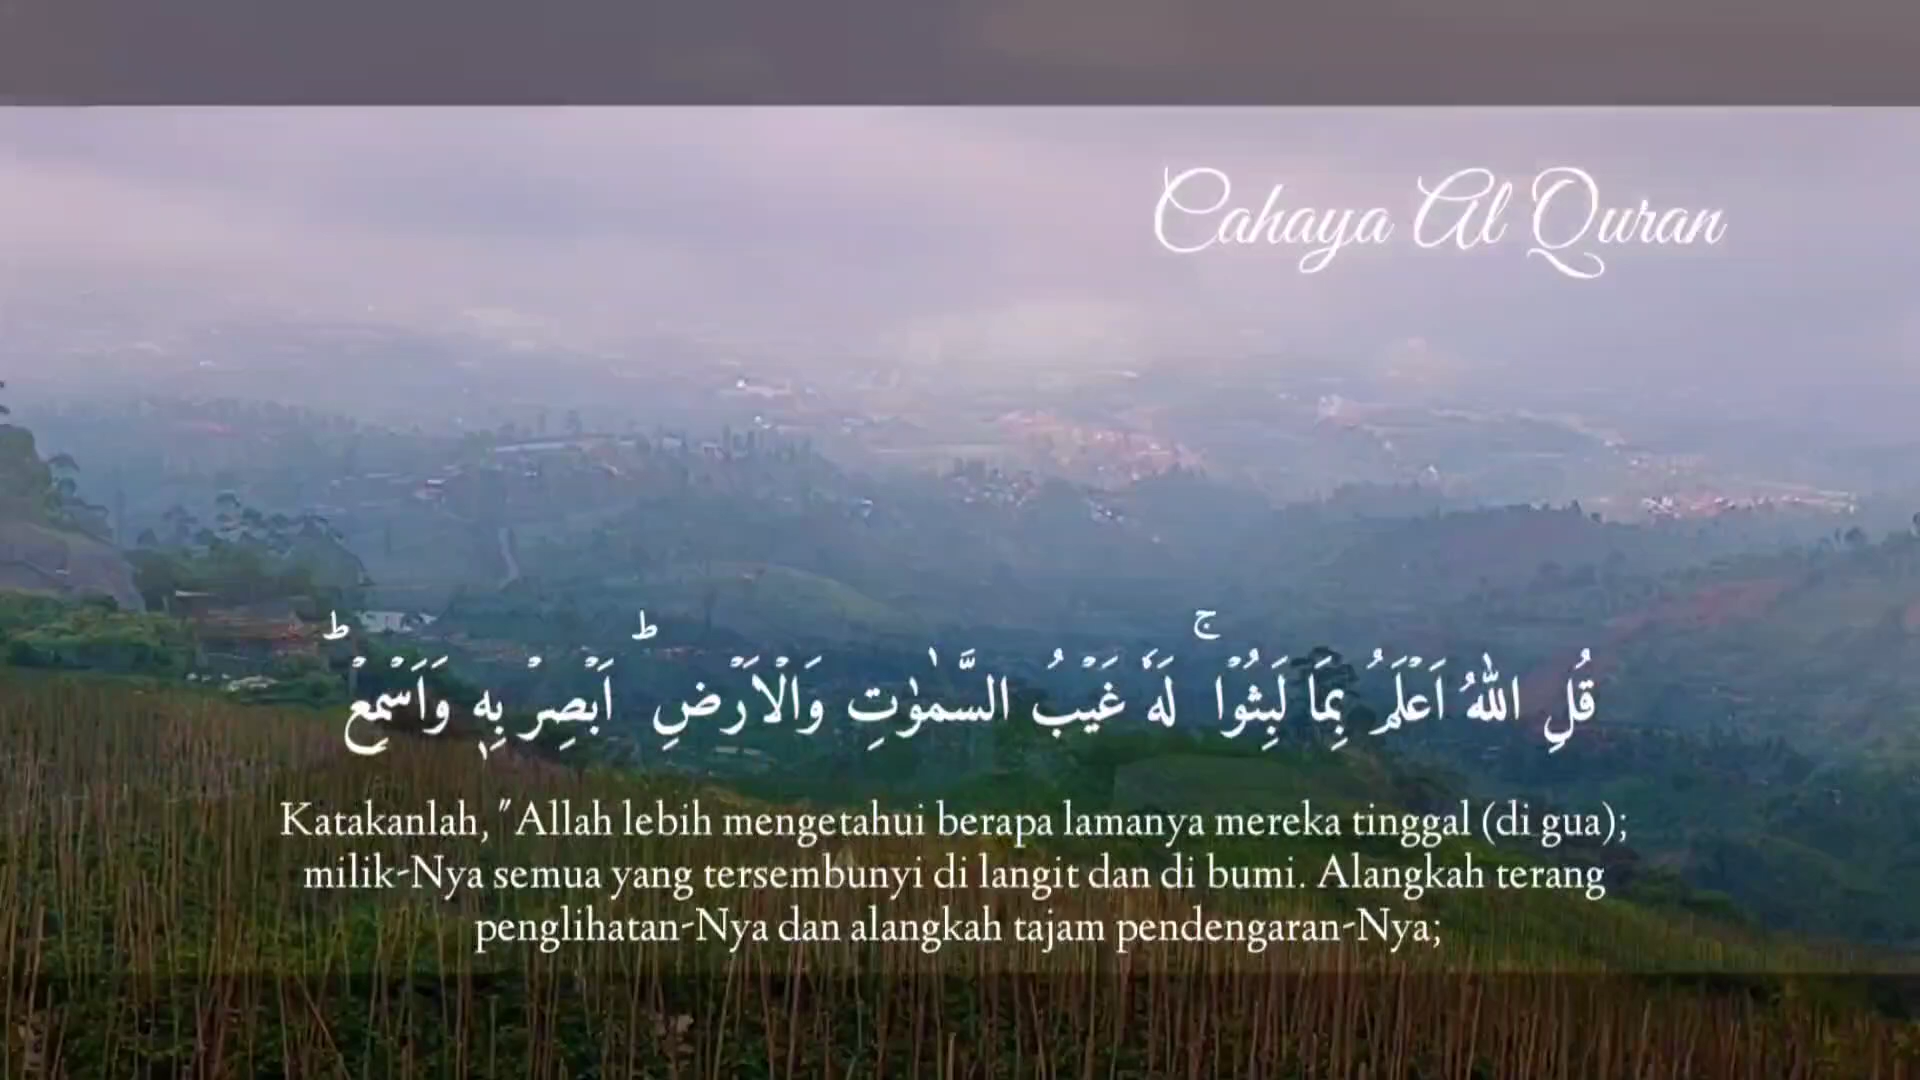 Cahaya Al Quran
قُلِ اللّٰهُ اَعْلَمُ بِمَا لَبِثُوْا ۚ لَهٗ غَيْبُ السَّمٰوٰتِ وَالْاَرْضِ ۗ اَبْصِرْ بِهٖ وَاَسْمِعْ ۗ
Katakanlah, "Allah lebih mengetahui berapa lamanya mereka tinggal (di gua);
milik-Nya semua yang tersembunyi di langit dan di bumi. Alangkah terang
penglihatan-Nya dan alangkah tajam pendengaran-Nya;